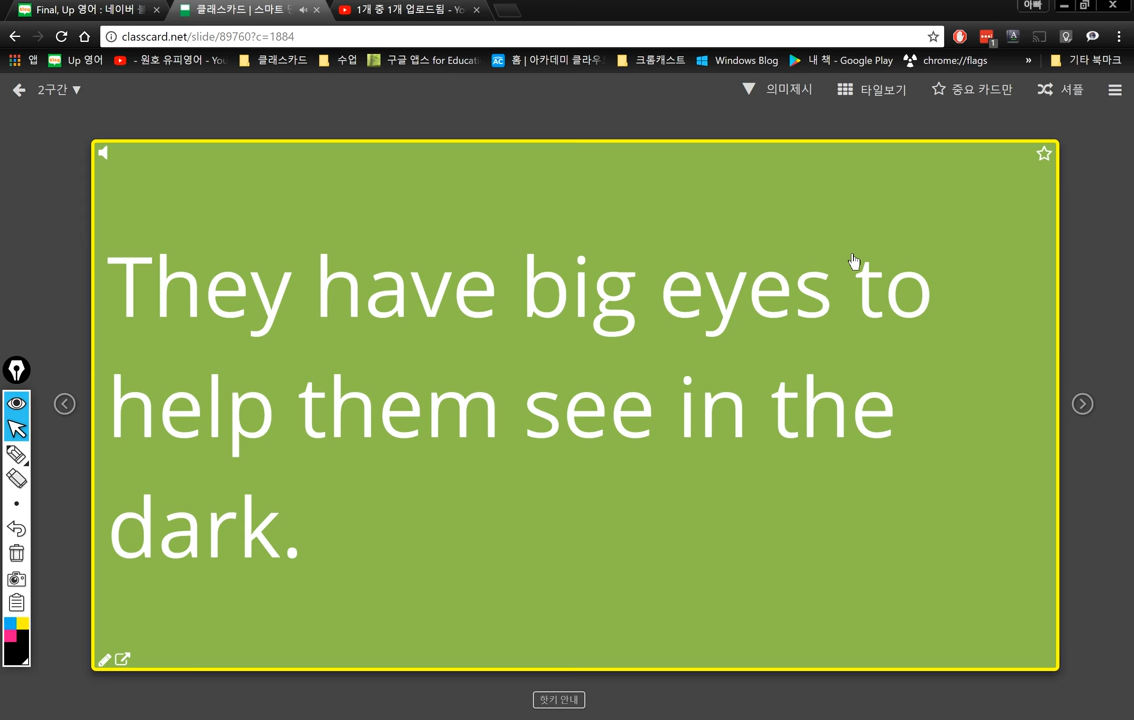 Final, Up 영어 : 네이버 블
클래스카드 | 스마트
1개 중 1개 업로드됨 - Yo
아빠
classcard.net/slide/89760?c=1884
앱
Up 영어
- 원호 유피영어 - You
클래스카드
수업
구글 앱스 for Educati
홈 | 아카데미 클라우
크롬캐스트
Windows Blog
내 책 - Google Play
chrome://flags
»
기타 북마크
2구간 ▼
▼ 의미제시
타일보기
중요 카드만
셔플
They have big eyes to
help them see in the
dark.
핫키 안내